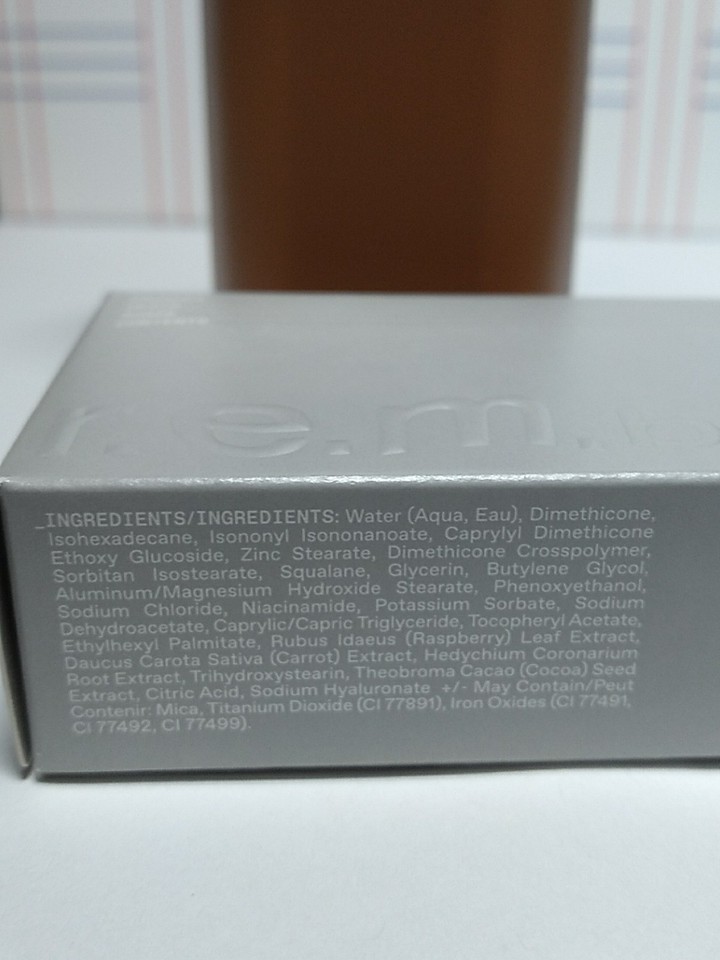 r.e.m.
_INGREDIENTS/INGREDIENTS: Water (Aqua, Eau), Dimethicone,
Isohexadecane, Isononyl Isononanoate, Caprylyl Dimethicone
Ethoxy Glucoside, Zinc Stearate, Dimethicone Crosspolymer,
Sorbitan Isostearate, Squalane, Glycerin, Butylene Glycol,
Aluminum/Magnesium Hydroxide Stearate, Phenoxyethanol,
Sodium Chloride, Niacinamide, Potassium Sorbate, Sodium
Dehydroacetate, Caprylic/Capric Triglyceride, Tocopheryl Acetate,
Ethylhexyl Palmitate, Rubus Idaeus (Raspberry) Leaf Extract,
Daucus Carota Sativa (Carrot) Extract, Hedychium Coronarium
Root Extract, Trihydroxystearin, Theobroma Cacao (Cocoa) Seed
Extract, Citric Acid, Sodium Hyaluronate +/- May Contain/Peut
Contenir: Mica, Titanium Dioxide (CI 77891), Iron Oxides (CI 77491,
CI 77492, CI 77499).